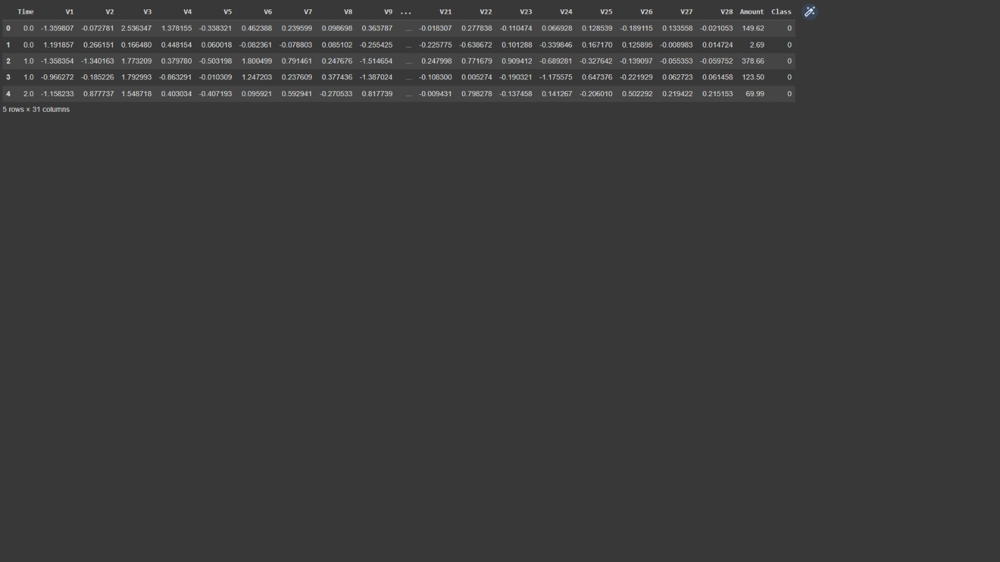 Time V1 V2 V3 V4 V5 V6 V7 V8 V9 ... V21 V22 V23 V24 V25 V26 V27 V28 Amount Class
0 0.0 -1.359807 -0.072781 2.536347 1.378155 -0.338321 0.462388 0.239599 0.098698 0.363787 ... -0.018307 0.277838 -0.110474 0.066928 0.128539 -0.189115 0.133558 -0.021053 149.62 0
1 0.0 1.191857 0.266151 0.166480 0.448154 0.060018 -0.082361 -0.078803 0.085102 -0.255425 ... -0.225775 -0.638672 0.101288 -0.339846 0.167170 0.125895 -0.008983 0.014724 2.69 0
2 1.0 -1.358354 -1.340163 1.773209 0.379780 -0.503198 1.800499 0.791461 0.247676 -1.514654 ... 0.247998 0.771679 0.909412 -0.689281 -0.327642 -0.139097 -0.055353 -0.059752 378.66 0
3 1.0 -0.966272 -0.185226 1.792993 -0.863291 -0.010309 1.247203 0.237609 0.377436 -1.387024 ... -0.108300 0.005274 -0.190321 -1.175575 0.647376 -0.221929 0.062723 0.061458 123.50 0
4 2.0 -1.158233 0.877737 1.548718 0.403034 -0.407193 0.095921 0.592941 -0.270533 0.817739 ... -0.009431 0.798278 -0.137458 0.141267 -0.206010 0.502292 0.219422 0.215153 69.99 0
5 rows × 31 columns